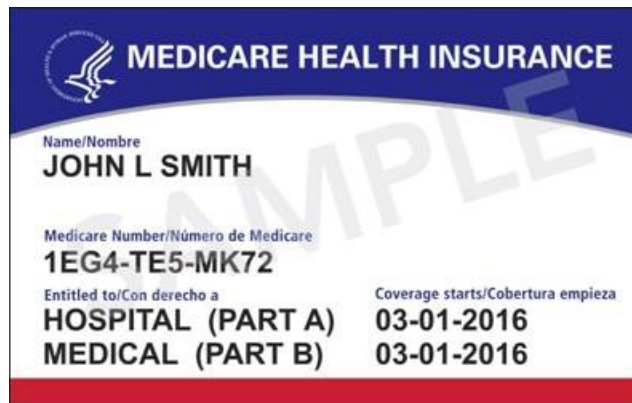 MEDICARE HEALTH INSURANCE
Name/Nombre
JOHN L SMITH
Medicare Number/Número de Medicare
1EG4-TE5-MK72
Entitled to/Con derecho a Coverage starts/Cobertura empieza
HOSPITAL (PART A) 03-01-2016
MEDICAL (PART B) 03-01-2016
SAMPLE